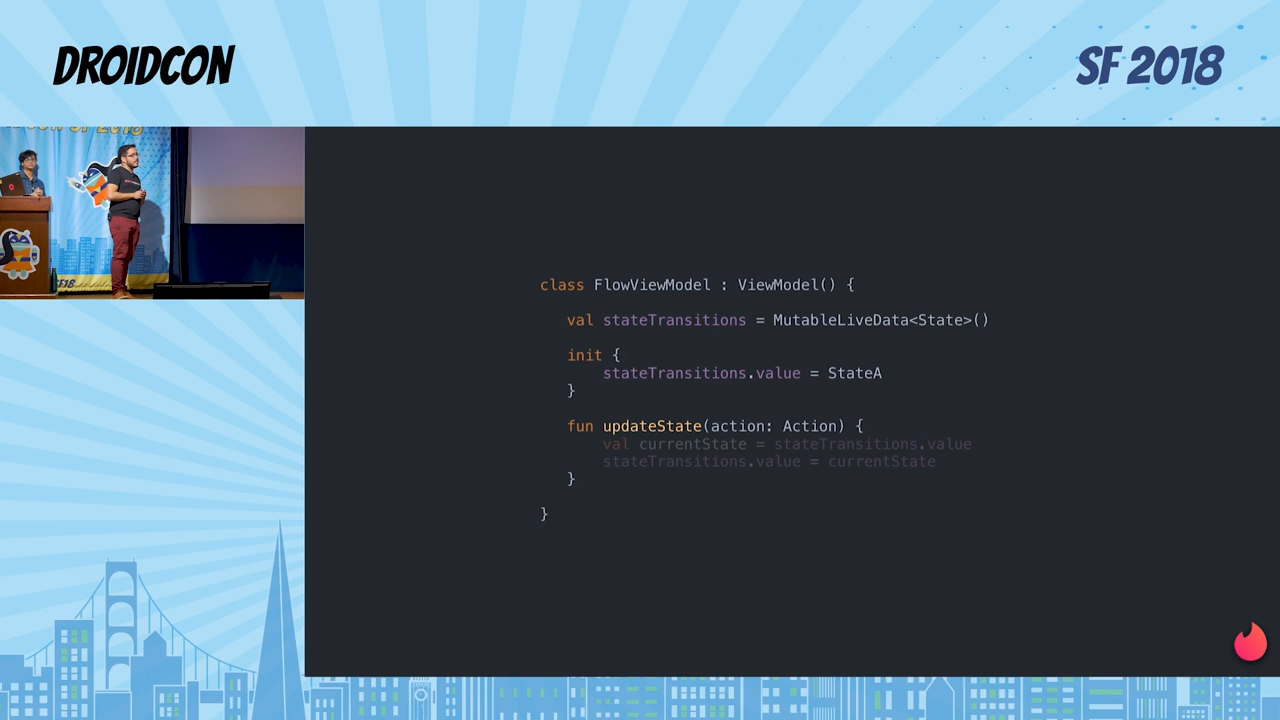 DROIDCON
SF 2018
class FlowViewModel : ViewModel() {
val stateTransitions = MutableLiveData<State>()
init {
stateTransitions.value = StateA
}
fun updateState(action: Action) {
val currentState = stateTransitions.value
stateTransitions.value = currentState
}
}